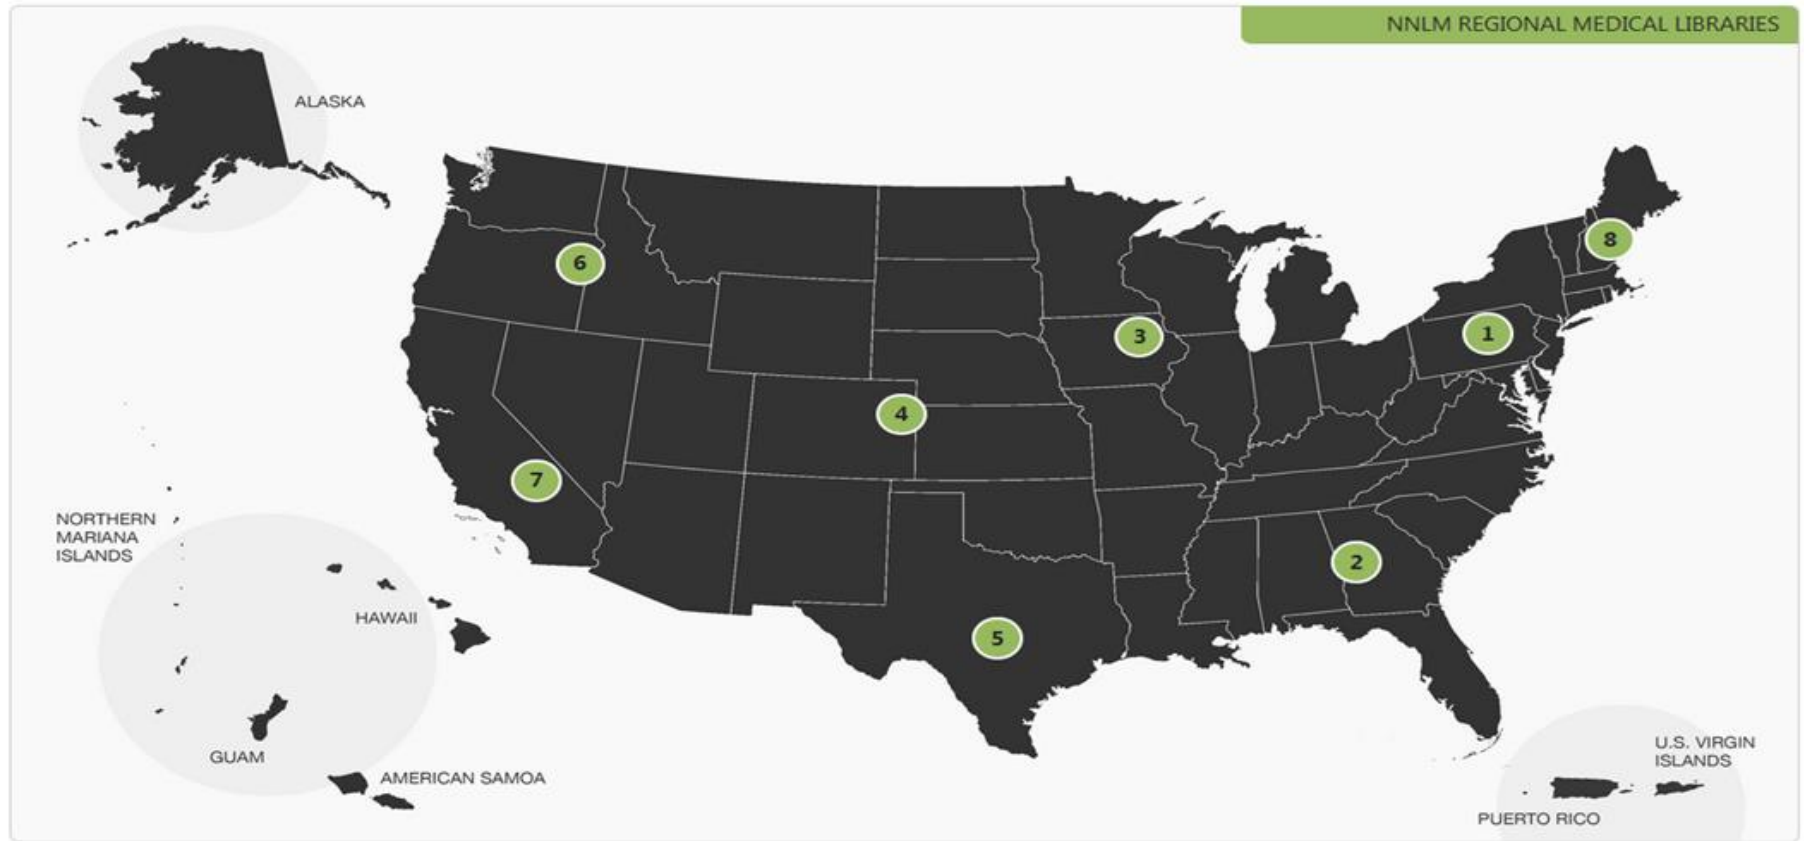 NNLM REGIONAL MEDICAL LIBRARIES
ALASKA
8
6
1
3
4
7
NORTHERN
MARIANA
ISLANDS
2
HAWAII
5
U.S. VIRGIN
ISLANDS
GUAM
AMERICAN SAMOA
PUERTO RICO